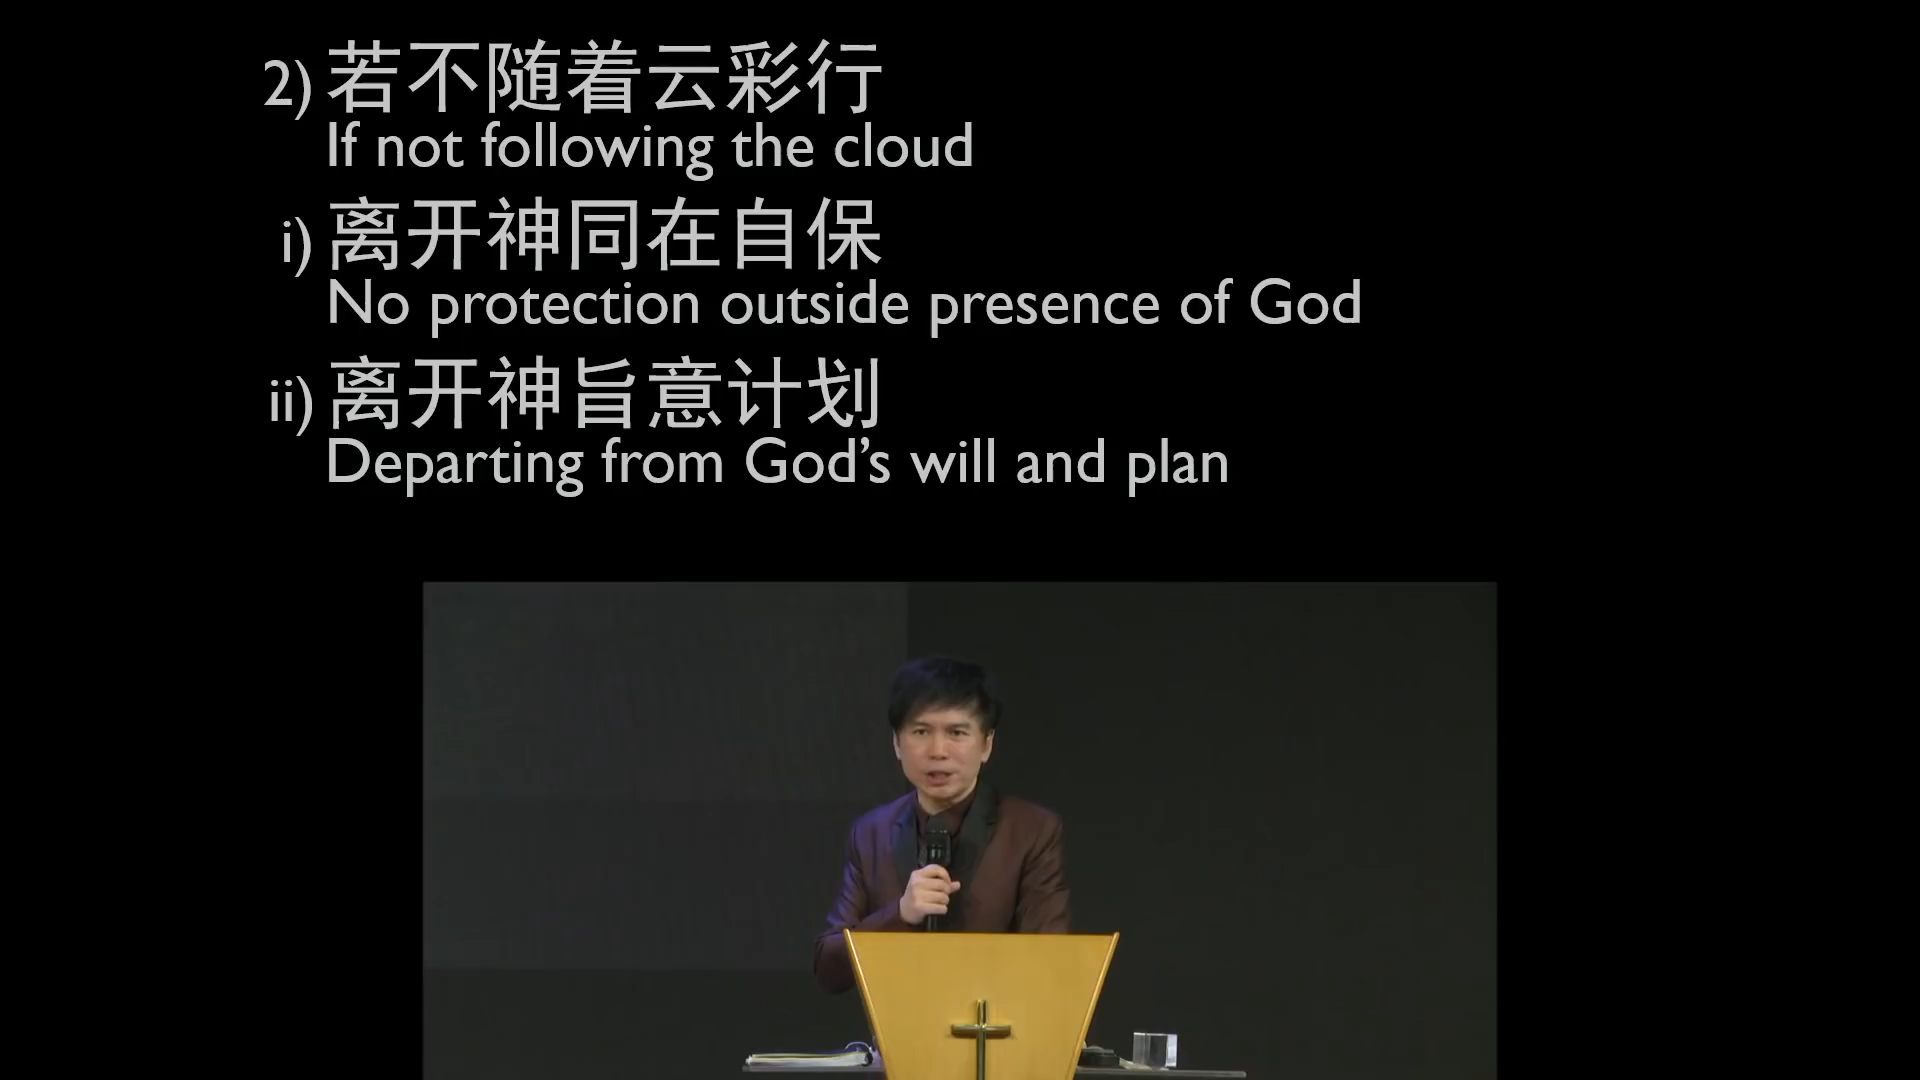 2) 若不随着云彩行
If not following the cloud
i) 离开神同在自保
No protection outside presence of God
ii) 离开神旨意计划
Departing from God’s will and plan